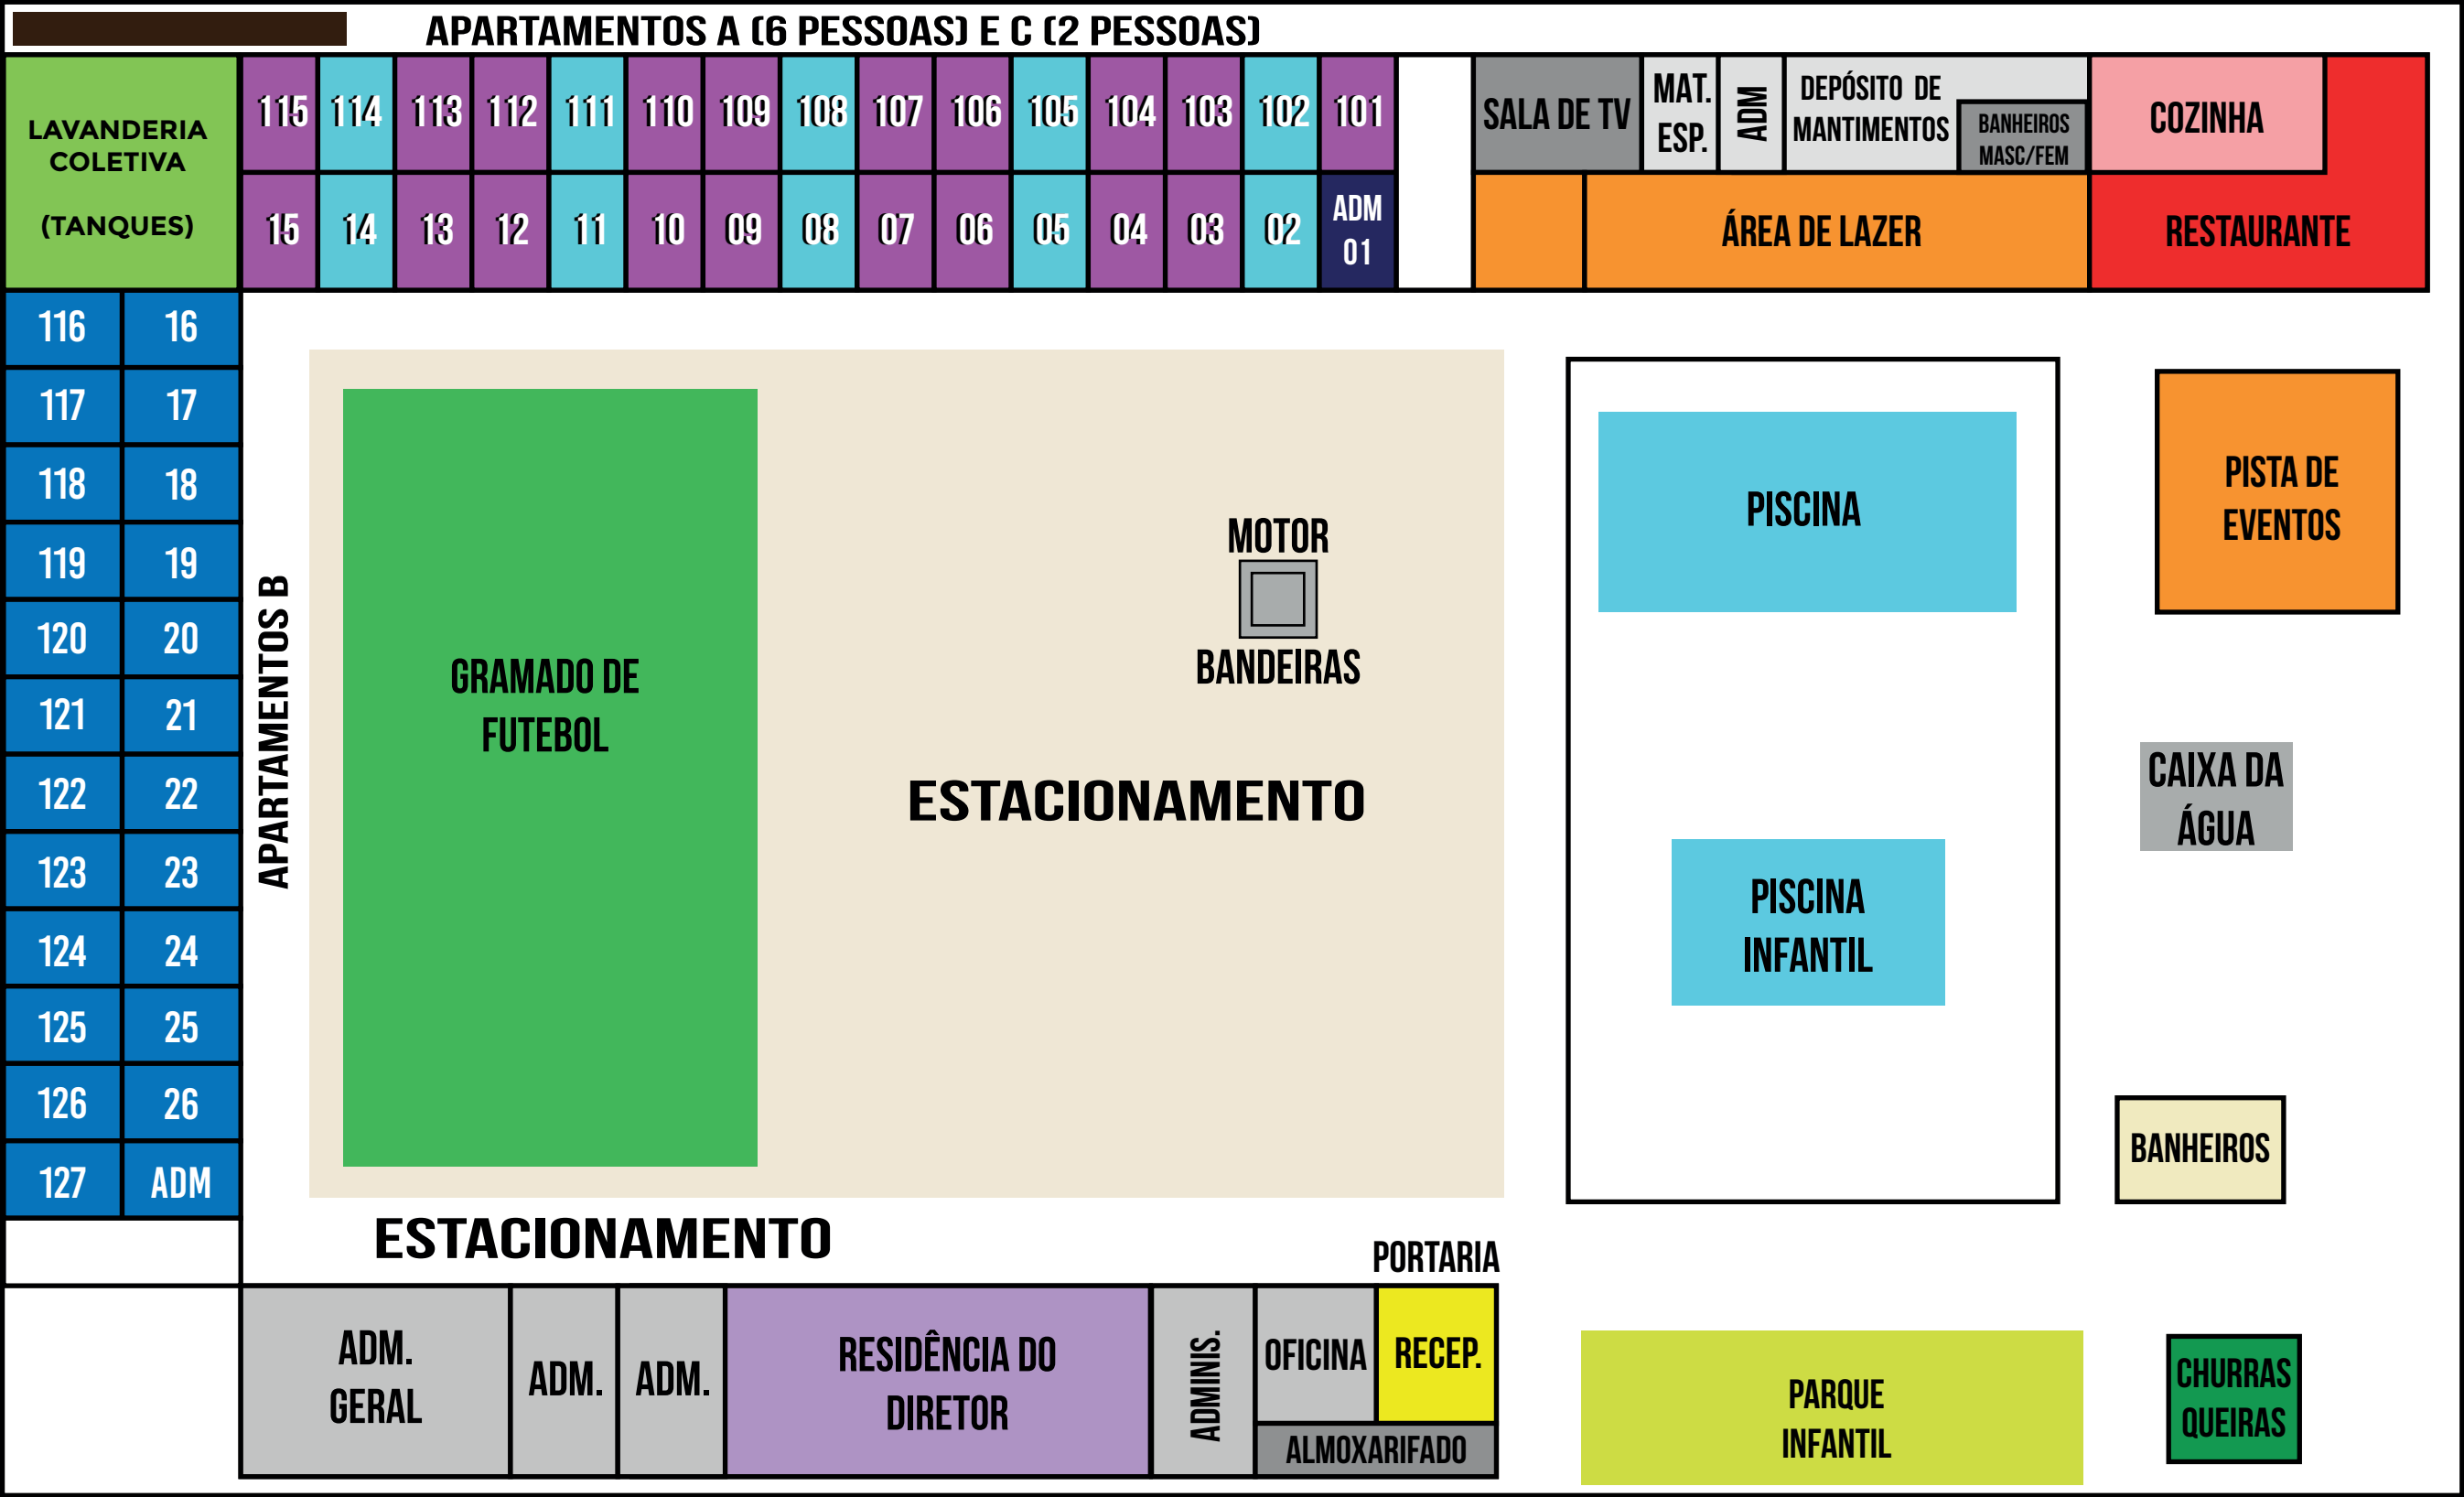 APARTAMENTOS A (6 PESSOAS) E C (2 PESSOAS)
LAVANDERIA
COLETIVA
(TANQUES)
115 114 113 112 111 110 109 108 107 106 105 104 103 102 101
15 14 13 12 11 10 09 08 07 06 05 04 03 02
ADM
01
SALA DE TV
MAT.
ESP.
ADM
DEPÓSITO DE
MANTIMENTOS
BANHEIROS
MASC/FEM
COZINHA
ÁREA DE LAZER
RESTAURANTE
116 16
117 17
118 18
119 19
120 20
121 21
122 22
123 23
124 24
125 25
126 26
127 ADM
APARTAMENTOS B
GRAMADO DE
FUTEBOL
MOTOR
BANDEIRAS
ESTACIONAMENTO
PISCINA
PISCINA
INFANTIL
PISTA DE
EVENTOS
CAIXA DA
ÁGUA
BANHEIROS
ESTACIONAMENTO
PORTARIA
ADM.
GERAL
ADM.
ADM.
RESIDÊNCIA DO
DIRETOR
ADMINIS.
OFICINA
RECEP.
ALMOXARIFADO
PARQUE
INFANTIL
CHURRAS
QUEIRAS